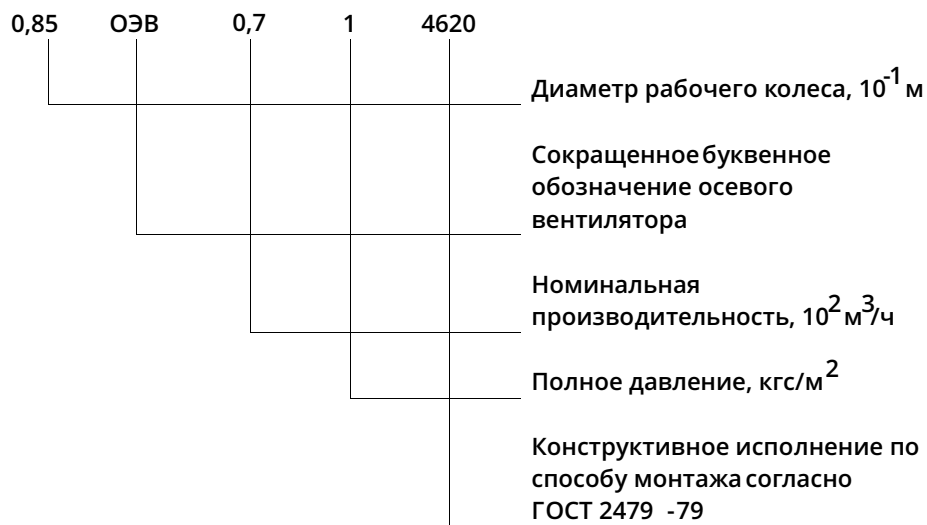 0,85 ОЭВ 0,7 1 4620
Диаметр рабочего колеса, 10⁻¹ м
Сокращенное буквенное
обозначение осевого
вентилятора
Номинальная
производительность, 10² м³/ч
Полное давление, кгс/м²
Конструктивное исполнение по
способу монтажа согласно
ГОСТ 2479 -79